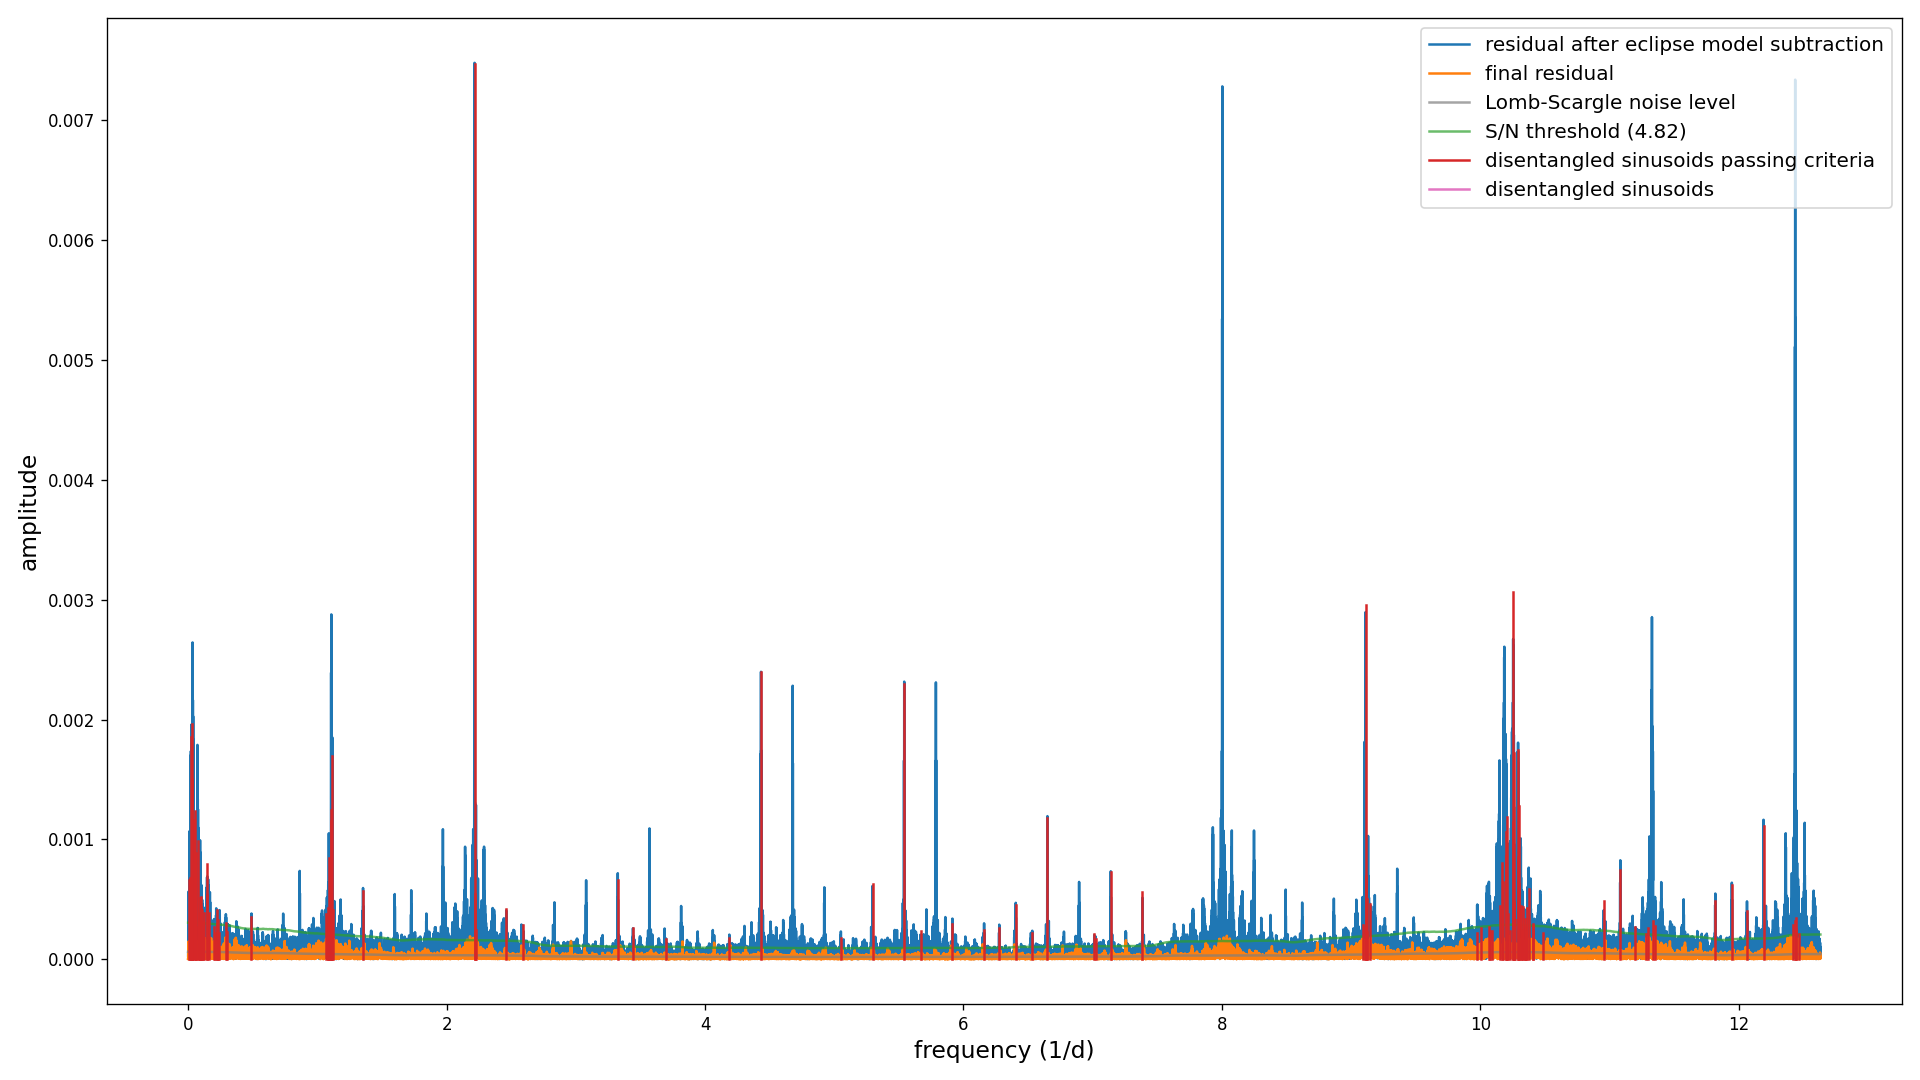 residual after eclipse model subtraction
final residual
Lomb-Scargle noise level
S/N threshold (4.82)
disentangled sinusoids passing criteria
disentangled sinusoids
0.007
0.006
0.005
0.004
0.003
0.002
0.001
0.000
amplitude
0 2 4 6 8 10 12
frequency (1/d)